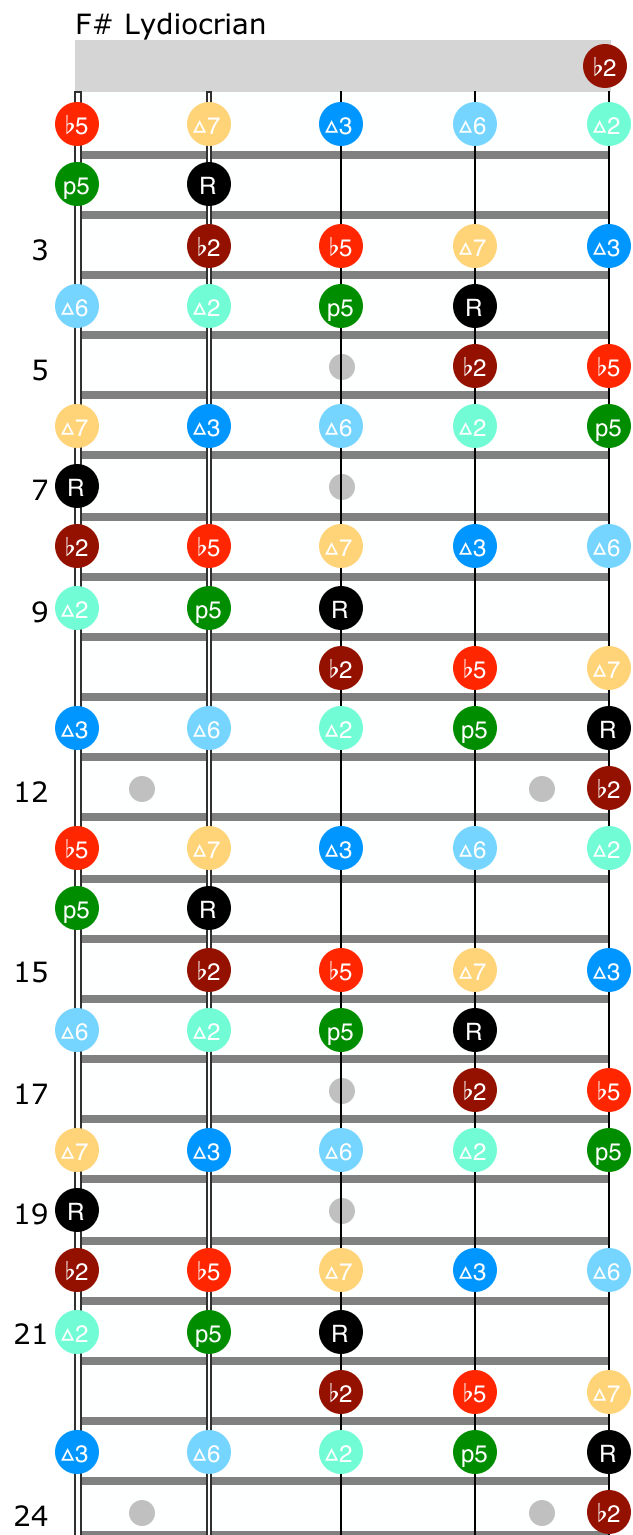 F# Lydiocrian
♭2
♭5 △7 △3 △6 △2
p5 R
3 ♭2 ♭5 △7 △3
△6 △2 p5 R
5 ♭2 ♭5
△7 △3 △6 △2 p5
7 R
♭2 ♭5 △7 △3 △6
9 △2 p5 R
♭2 ♭5 △7
△3 △6 △2 p5 R
12 ♭2
♭5 △7 △3 △6 △2
p5 R
15 ♭2 ♭5 △7 △3
△6 △2 p5 R
17 ♭2 ♭5
△7 △3 △6 △2 p5
19 R
♭2 ♭5 △7 △3 △6
21 △2 p5 R
♭2 ♭5 △7
△3 △6 △2 p5 R
24 ♭2